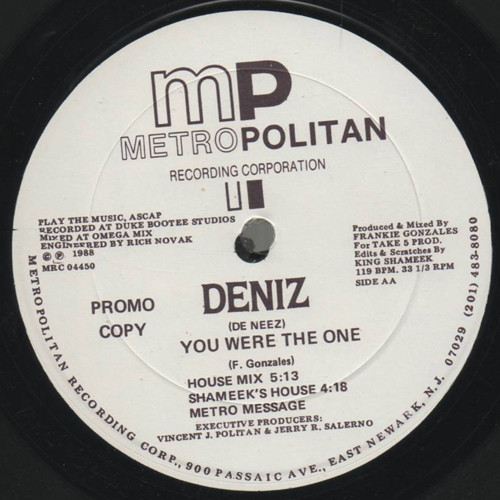 mP
METROPOLITAN
RECORDING CORPORATION
PLAY THE MUSIC, ASCAP
RECORDED AT DUKE BOOTEE STUDIOS
MIXED AT OMEGA MIX
ENGINEERED BY RICH NOVAK
© ℗ 1988
MRC 04450
Produced & Mixed By
FRANKIE GONZALES
For TAKE 5 PROD.
Edits & Scratches By
KING SHAMEEK
119 BPM. 33 1/3 RPM
SIDE AA
PROMO
COPY
DENIZ
(DE NEEZ)
YOU WERE THE ONE
(F. Gonzales)
HOUSE MIX 5:13
SHAMEEK'S HOUSE 4:18
METRO MESSAGE
EXECUTIVE PRODUCERS:
VINCENT J. POLITAN & JERRY R. SALERNO
METROPOLITAN RECORDING CORP., 900 PASSAIC AVE., EAST NEWARK, N.J. 07029 (201) 483-8080